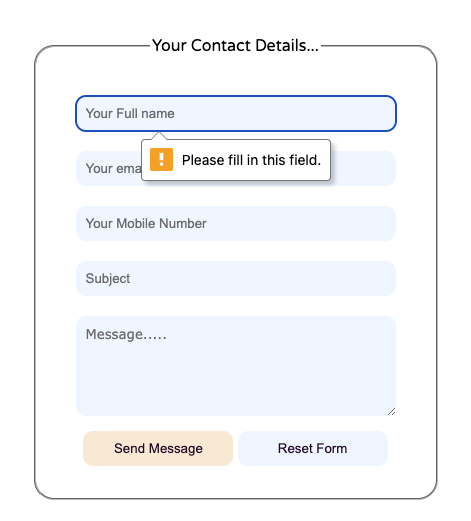 Your Contact Details...
Your Full name
Please fill in this field.
Your ema
Your Mobile Number
Subject
Message.....
Send Message
Reset Form